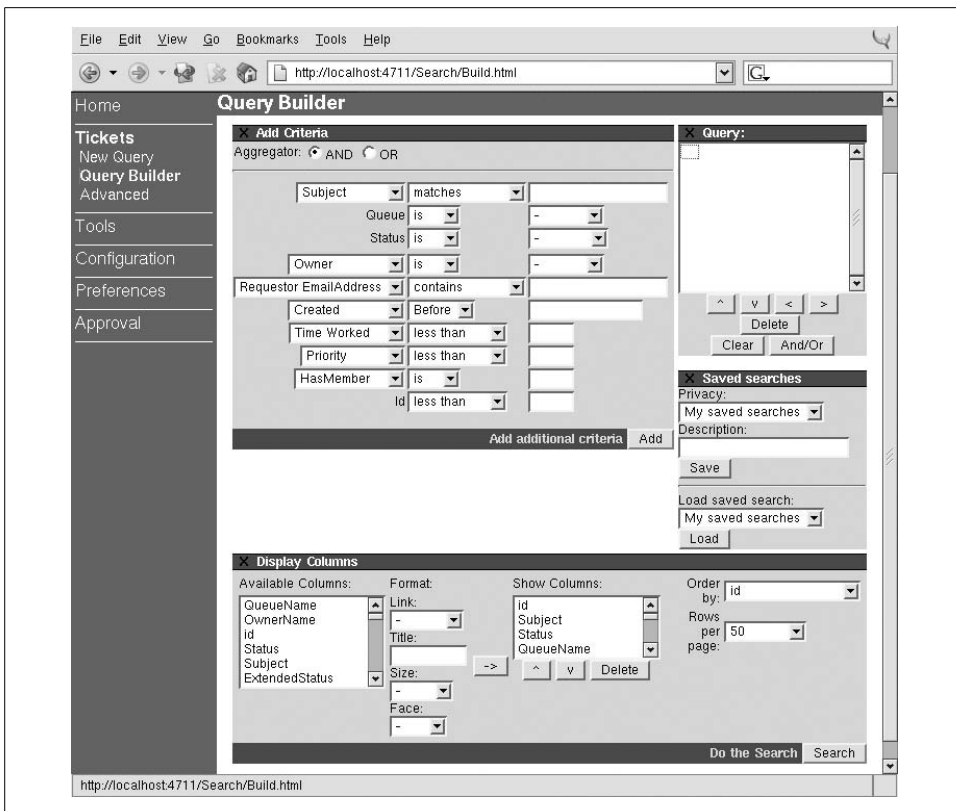 File Edit View Go Bookmarks Tools Help
http://localhost:4711/Search/Build.html
G
Home
Tickets
New Query
Query Builder
Advanced
Tools
Configuration
Preferences
Approval
Query Builder
X Add Criteria
Aggregator: AND OR
Subject matches
Queue is -
Status is -
Owner is -
Requestor EmailAddress contains
Created Before
Time Worked less than
Priority less than
HasMember is
Id less than
Add additional criteria Add
X Query:
^ v < >
Delete
Clear And/Or
X Saved searches
Privacy:
My saved searches
Description:
Save
Load saved search:
My saved searches
Load
X Display Columns
Available Columns:
QueueName
OwnerName
id
Status
Subject
ExtendedStatus
Format:
Link:
-
Title:
Size:
-
Face:
-
->
Show Columns:
id
Subject
Status
QueueName
^ v Delete
Order by: id
Rows per page: 50
Do the Search Search
http://localhost:4711/Search/Build.html